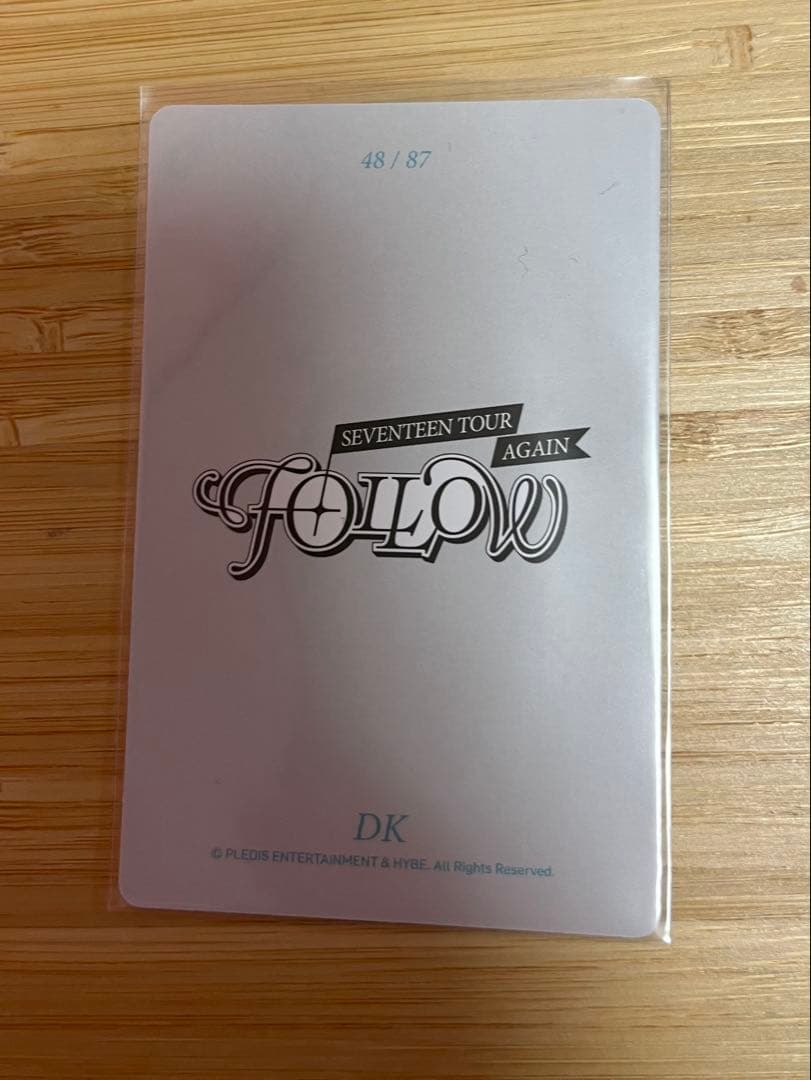 48 / 87
SEVENTEEN TOUR
AGAIN
FOLLOW
DK
© PLEDIS ENTERTAINMENT & HYBE. All Rights Reserved.